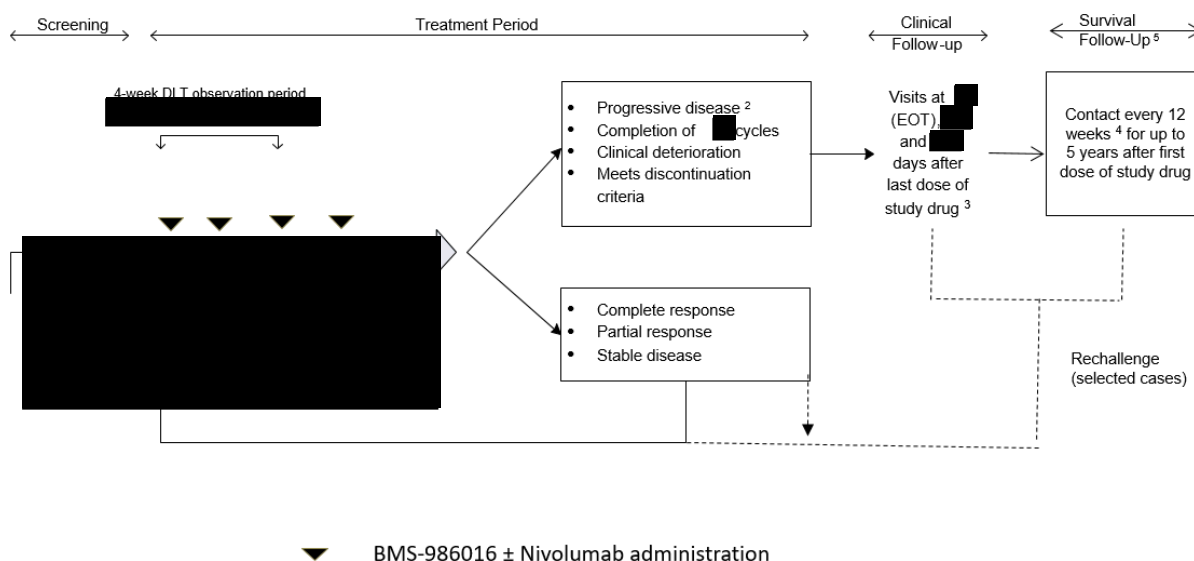 Screening
Treatment Period
Clinical
Follow-up
Survival
Follow-Up 5
4-week DLT observation period
• Progressive disease 2
• Completion of cycles
• Clinical deterioration
• Meets discontinuation
criteria
Visits at
(EOT),
and
days after
last dose of
study drug 3
Contact every 12
weeks 4 for up to
5 years after first
dose of study drug
• Complete response
• Partial response
• Stable disease
Rechallenge
(selected cases)
BMS-986016 ± Nivolumab administration